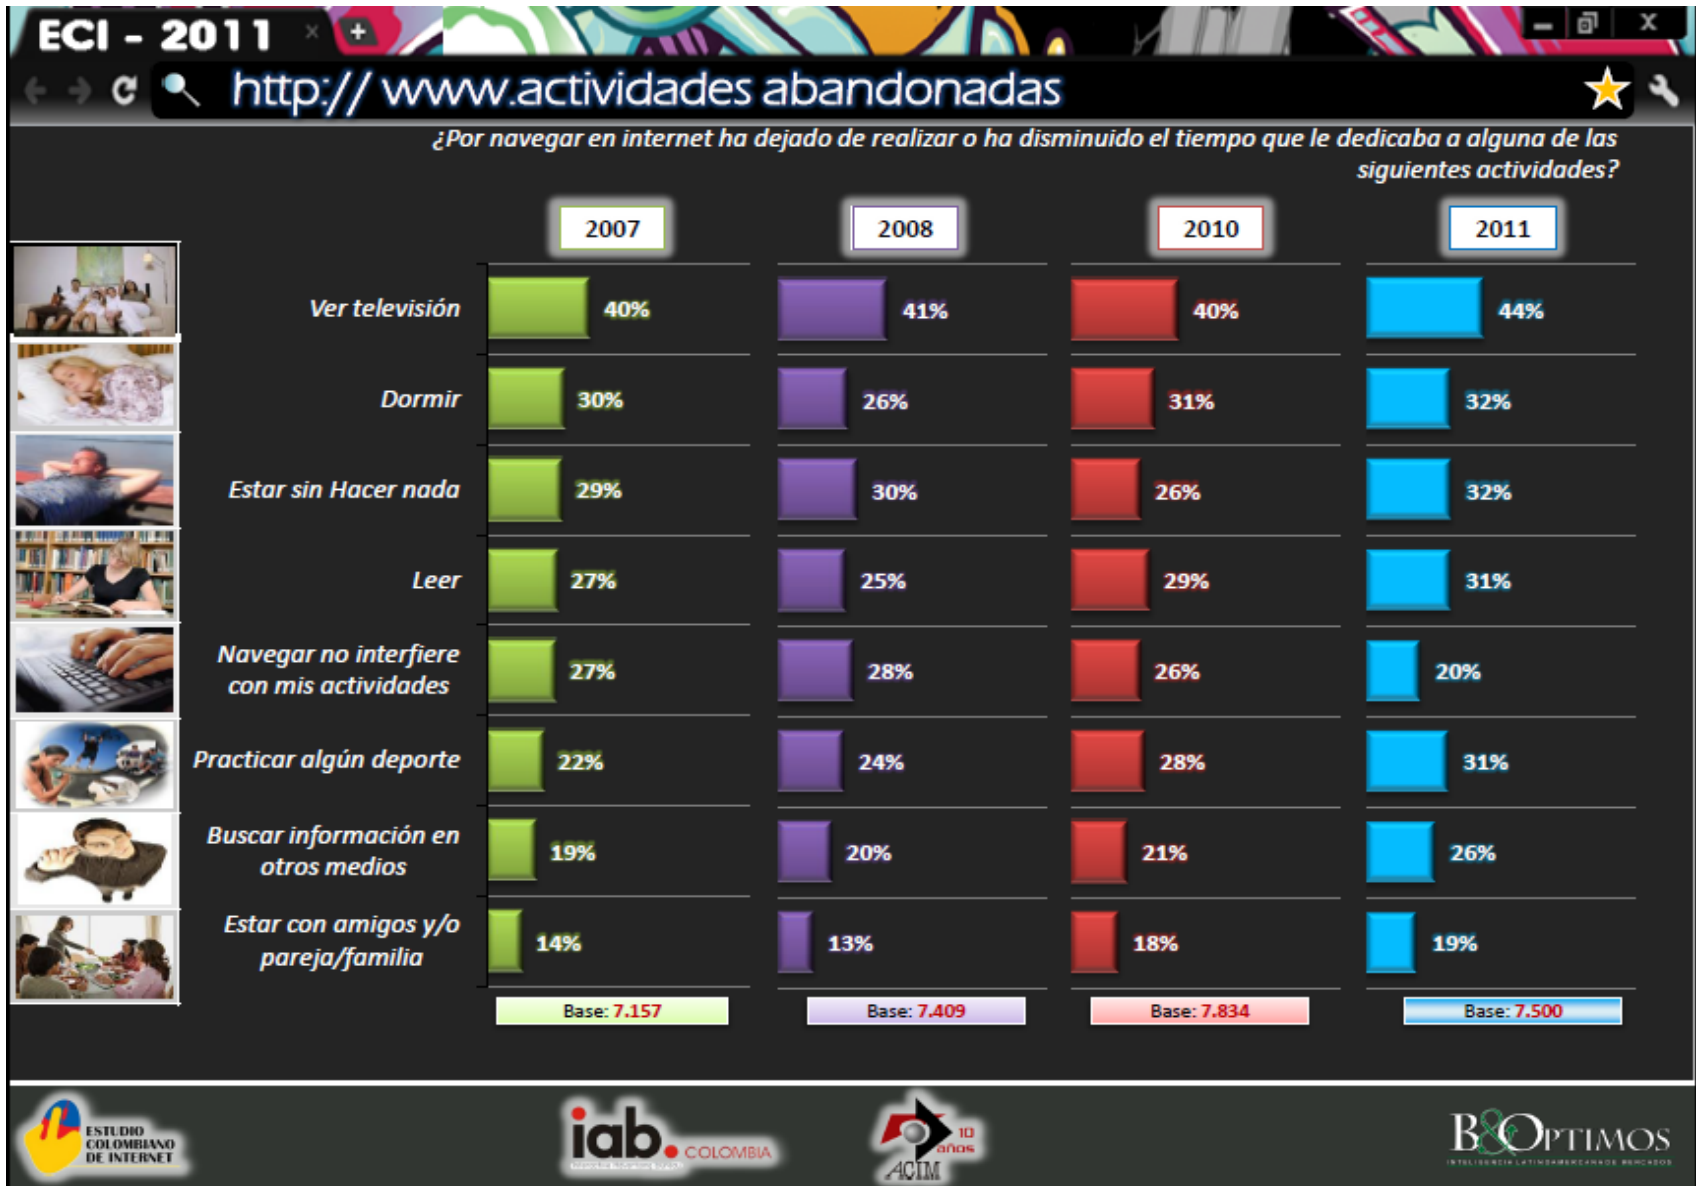 ECI - 2011
http:// www.actividades abandonadas
¿Por navegar en internet ha dejado de realizar o ha disminuido el tiempo que le dedicaba a alguna de las
siguientes actividades?
2007 2008 2010 2011
Ver televisión 40% 41% 40% 44%
Dormir 30% 26% 31% 32%
Estar sin Hacer nada 29% 30% 26% 32%
Leer 27% 25% 29% 31%
Navegar no interfiere
con mis actividades 27% 28% 26% 20%
Practicar algún deporte 22% 24% 28% 31%
Buscar información en
otros medios 19% 20% 21% 26%
Estar con amigos y/o
pareja/familia 14% 13% 18% 19%
Base: 7.157 Base: 7.409 Base: 7.834 Base: 7.500
ESTUDIO
COLOMBIANO
DE INTERNET
iab. COLOMBIA
10
años
ACIM
B&OPTIMOS
INTELIGENCIA LATINOAMERICANA DE MERCADOS